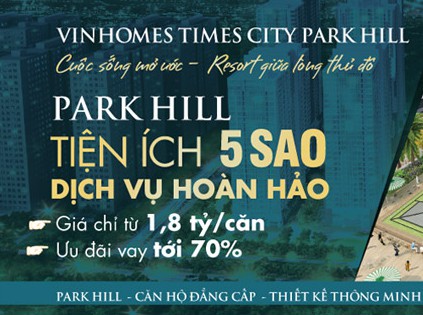 VINHOMES TIMES CITY PARK HILL
Cuốc sống mở ước – Resort giữa lòng thủ đô
PARK HILL
TIỆN ÍCH 5 SAO
DỊCH VỤ HOÀN HẢO
Giá chỉ từ 1,8 tỷ/căn
Ưu đãi vay tới 70%
PARK HILL - CĂN HỘ ĐẲNG CẤP - THIẾT KẾ THÔNG MINH